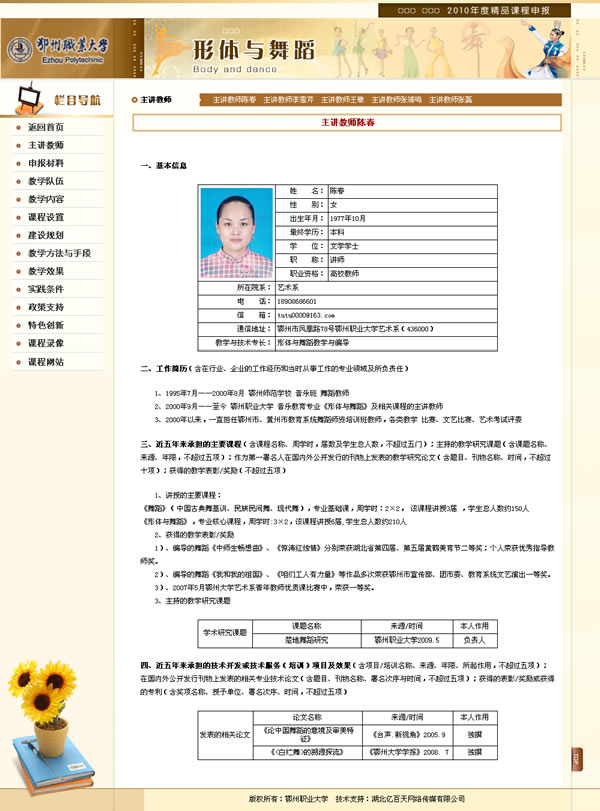 ○○○ ○○○ 2010年度精品课程申报
鄂州职业大学
Ezhou Polytechinic
形体与舞蹈
Body and dance
栏目导航
返回首页
主讲教师
申报材料
教学队伍
教学内容
课程设置
建设规划
教学方法与手段
教学效果
实践条件
政策支持
特色创新
课程录像
课程网站
主讲教师
主讲教师陈春 主讲教师李雪芹 主讲教师王敏 主讲教师张靖鸣 主讲教师张磊
主讲教师陈春
一、基本信息
姓 名： 陈春
性 别： 女
出生年月： 1977年10月
最终学历： 本科
学 位： 文学学士
职 称： 讲师
职业资格： 高校教师
所在院系： 艺术系
电 话： 18908686601
信 箱： tutu0000@163.com
通信地址： 鄂州市凤凰路78号鄂州职业大学艺术系（436000）
教学与技术专长： 形体与舞蹈教学与编导
二、工作简历（含在行业、企业的工作经历和当时从事工作的专业领域及所负责任）
1、1995年7月——2000年8月 鄂州师范学校 音乐班 舞蹈教师
2、2000年9月——至今 鄂州职业大学 音乐教育专业《形体与舞蹈》及相关课程的主讲教师
3、2000年以来，一直担任鄂州市、黄州市教育系统舞蹈师资培训班教师，各类教学 比赛、文艺比赛、艺术考试评委
三、近五年来承担的主要课程（含课程名称、周学时，届数及学生总人数，不超过五门）；主持的教学研究课题（含课题名称、
来源、年限，不超过五项）；作为第一署名人在国内外公开发行的刊物上发表的教学研究论文（含题目、刊物名称、时间，不超过
十项）；获得的教学表彰/奖励（不超过五项）
1、讲授的主要课程：
《舞蹈》（中国古典舞基训、民族民间舞、现代舞），专业基础课，周学时：2×2， 该课程讲授3届 ，学生总人数约150人
《形体与舞蹈》，专业核心课程，周学时:3×2，该课程讲授6届,学生总人数约210人
2、获得的教学表彰/奖励
1）、编导的舞蹈《中师生畅想曲》、《惊涛红烛情》分别荣获湖北省第四届、第五届黄鹤美育节二等奖；个人荣获优秀指导教
师奖。
2）、编导的舞蹈《我和我的祖国》、《咱们工人有力量》等作品多次荣获鄂州市宣传部、团市委、教育系统文艺演出一等奖。
3）、2007年5月鄂州大学艺术系青年教师优质课比赛中，荣获一等奖。
3、主持的教学研究课题
学术研究课题 课题名称 来源/时间 本人作用
楚地舞蹈研究 鄂州职业大学2009.5 负责人
四、近五年来承担的技术开发或技术服务（培训）项目及效果（含项目/培训名称、来源、年限、所起作用，不超过五项）；
在国内外公开发行刊物上发表的相关专业技术论文（含题目、刊物名称、署名次序与时间，不超过五项）；获得的表彰/奖励或获得
的专利（含奖项名称、授予单位、署名次序、时间，不超过五项）
发表的相关论文 论文名称 来源/时间 本人作用
《论中国舞蹈的意境及审美特
征》 《台声.新视角》2005.9 独撰
《<白纻舞>的溯源探流》 《鄂州大学学报》2008. 7 独撰
TOP
版权所有：鄂州职业大学 技术支持：湖北亿百天网络传媒有限公司